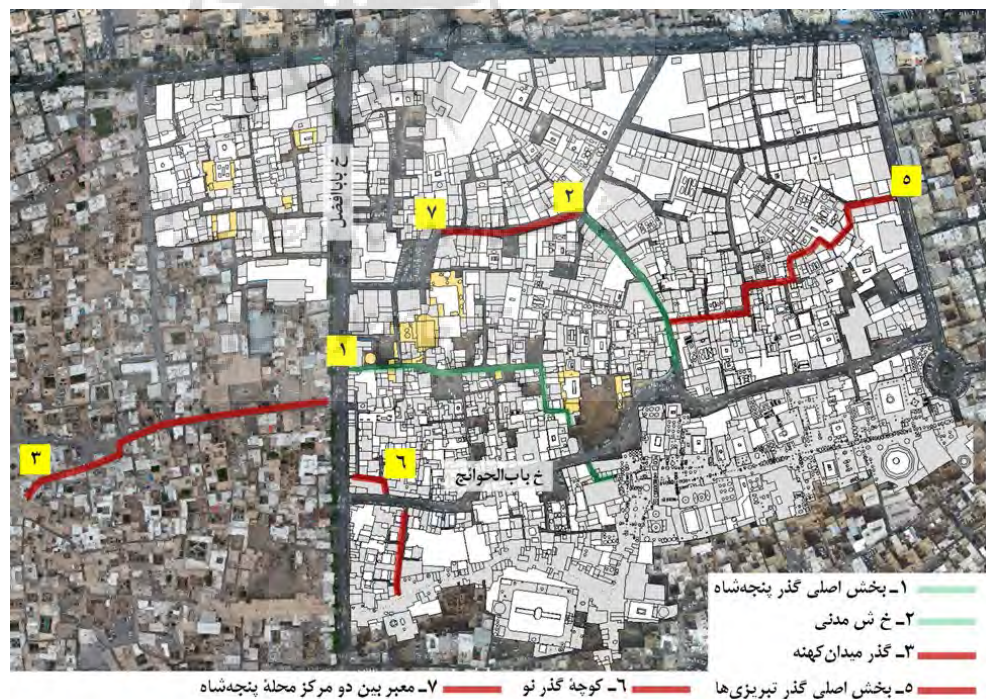 ۵
۲
۷
خ باباافضل
۱
۳
۶
خ باب‌الحوائج
۱ـ بخش اصلی گذر پنجه‌شاه
۲ـ خ ش مدنی
۳ـ گذر میدان کهنه
۵ـ بخش اصلی گذر تبریزی‌ها
۶ـ کوچهٔ گذر نو
۷ـ معبر بین دو مرکز محلهٔ پنجه‌شاه